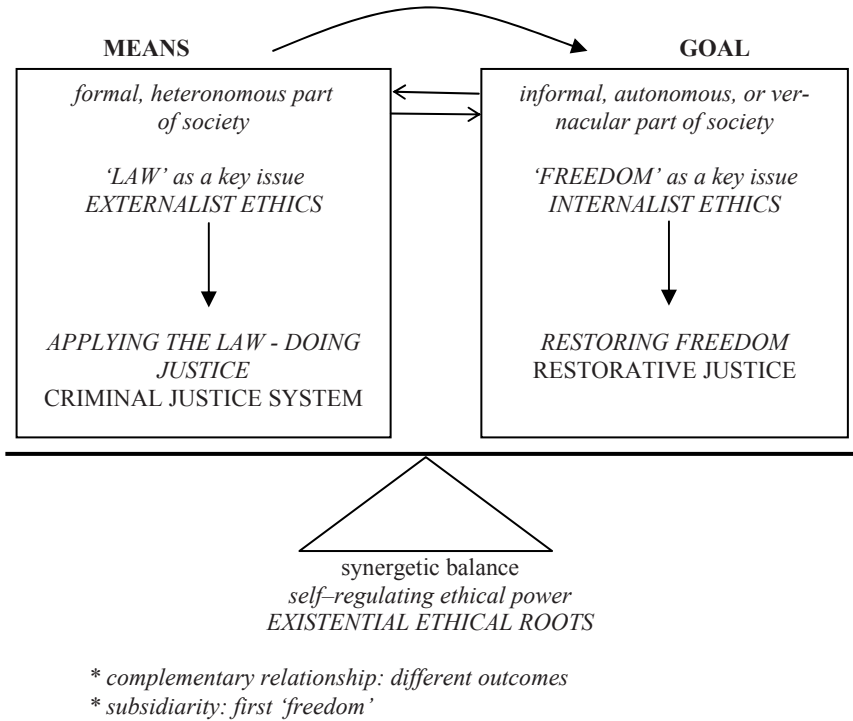 MEANS
GOAL
formal, heteronomous part
of society
‘LAW’ as a key issue
EXTERNALIST ETHICS
APPLYING THE LAW - DOING
JUSTICE
CRIMINAL JUSTICE SYSTEM
informal, autonomous, or ver-
nacular part of society
‘FREEDOM’ as a key issue
INTERNALIST ETHICS
RESTORING FREEDOM
RESTORATIVE JUSTICE
synergetic balance
self–regulating ethical power
EXISTENTIAL ETHICAL ROOTS
* complementary relationship: different outcomes
* subsidiarity: first ‘freedom’